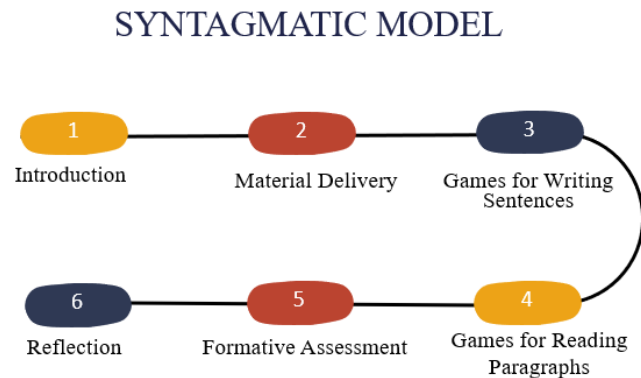 SYNTAGMATIC MODEL
1
2
3
Introduction
Material Delivery
Games for Writing
Sentences
6
5
4
Reflection
Formative Assessment
Games for Reading
Paragraphs